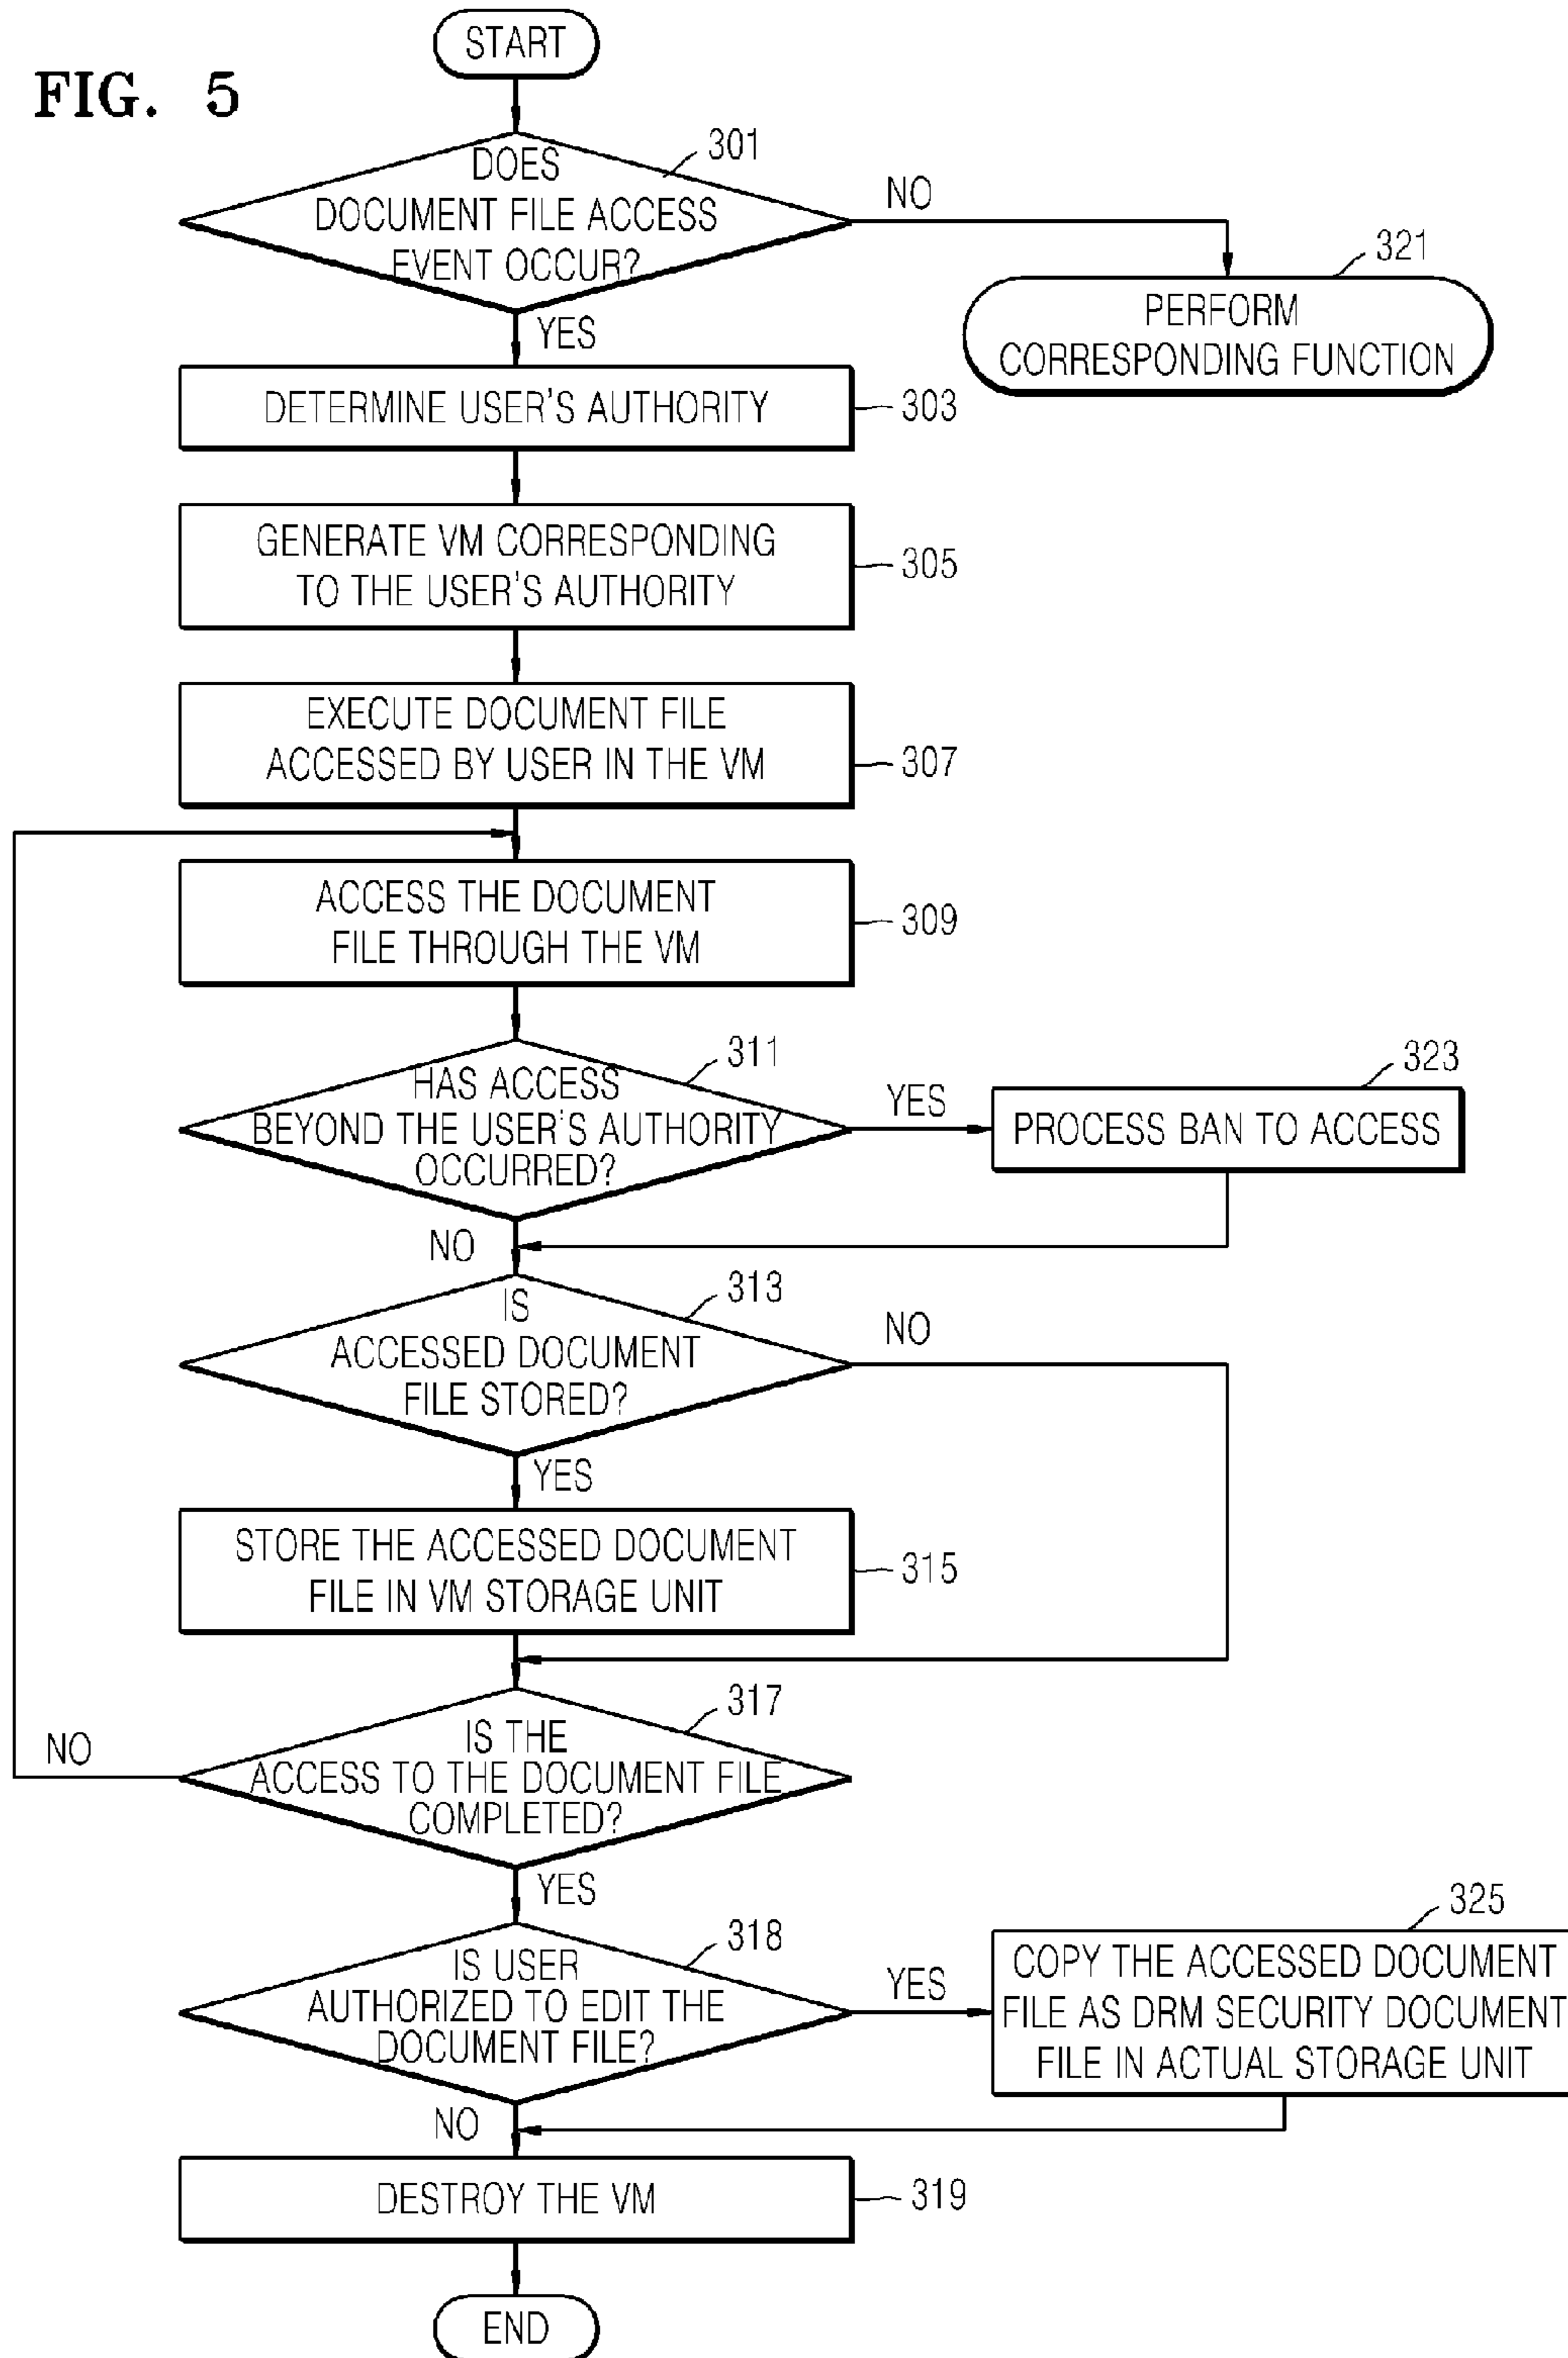 FIG. 5
START
301
DOES
DOCUMENT FILE ACCESS
EVENT OCCUR?
NO
YES
321
PERFORM
CORRESPONDING FUNCTION
DETERMINE USER'S AUTHORITY
303
GENERATE VM CORRESPONDING
TO THE USER'S AUTHORITY
305
EXECUTE DOCUMENT FILE
ACCESSED BY USER IN THE VM
307
ACCESS THE DOCUMENT
FILE THROUGH THE VM
309
311
HAS ACCESS
BEYOND THE USER'S AUTHORITY
OCCURRED?
YES
323
PROCESS BAN TO ACCESS
NO
313
IS
ACCESSED DOCUMENT
FILE STORED?
NO
YES
STORE THE ACCESSED DOCUMENT
FILE IN VM STORAGE UNIT
315
317
IS THE
ACCESS TO THE DOCUMENT FILE
COMPLETED?
NO
YES
318
IS USER
AUTHORIZED TO EDIT THE
DOCUMENT FILE?
YES
325
COPY THE ACCESSED DOCUMENT
FILE AS DRM SECURITY DOCUMENT
FILE IN ACTUAL STORAGE UNIT
NO
DESTROY THE VM
319
END